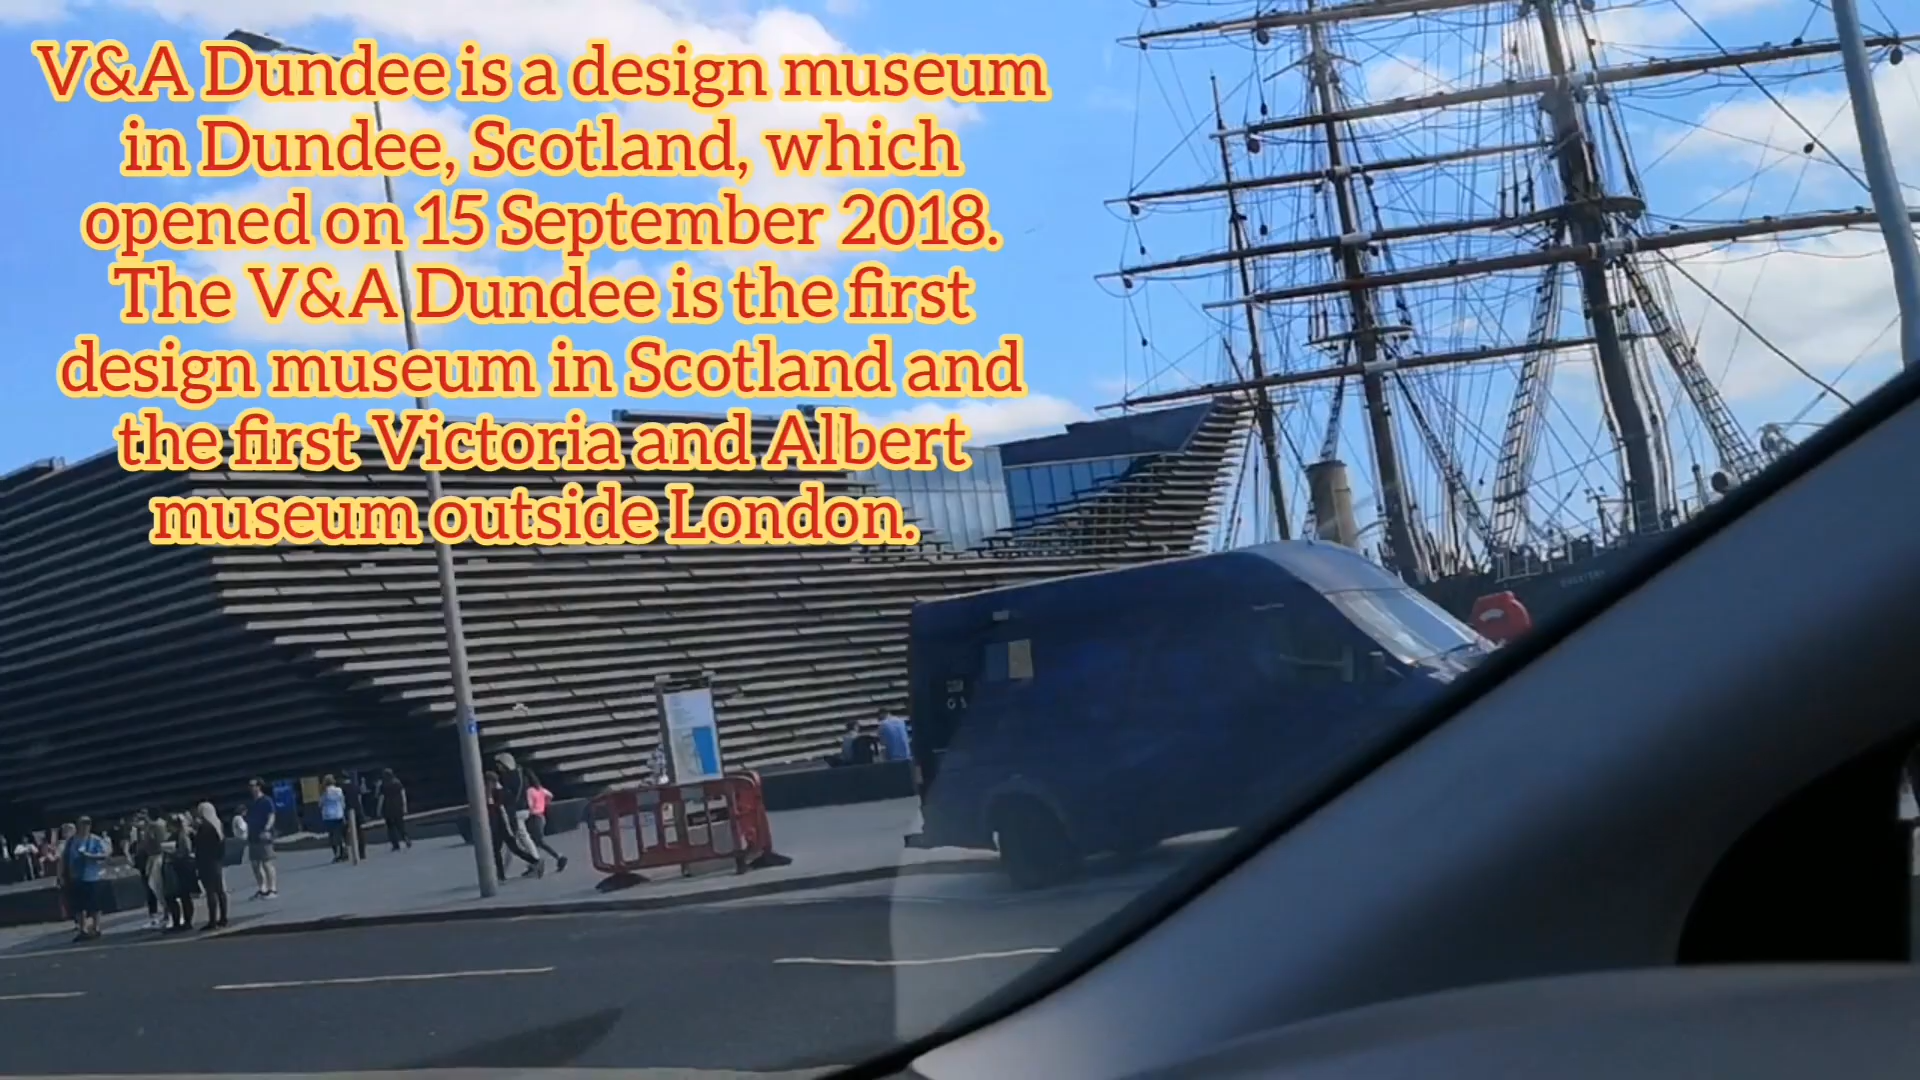 V&A Dundee is a design museum
in Dundee, Scotland, which
opened on 15 September 2018.
The V&A Dundee is the first
design museum in Scotland and
the first Victoria and Albert
museum outside London.